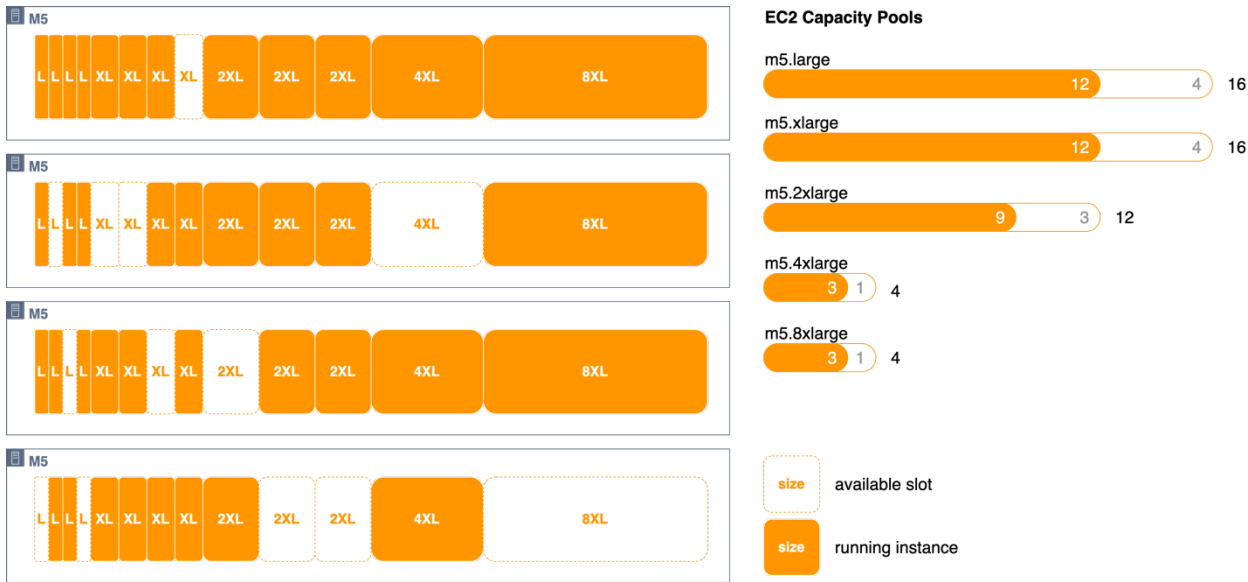 M5
L L L L XL XL XL XL 2XL 2XL 2XL 4XL 8XL
M5
L L L L XL XL XL XL 2XL 2XL 2XL 4XL 8XL
M5
L L L L XL XL XL XL 2XL 2XL 2XL 4XL 8XL
M5
L L L L XL XL XL XL 2XL 2XL 2XL 4XL 8XL
EC2 Capacity Pools
m5.large
12 4 16
m5.xlarge
12 4 16
m5.2xlarge
9 3 12
m5.4xlarge
3 1 4
m5.8xlarge
3 1 4
size available slot
size running instance